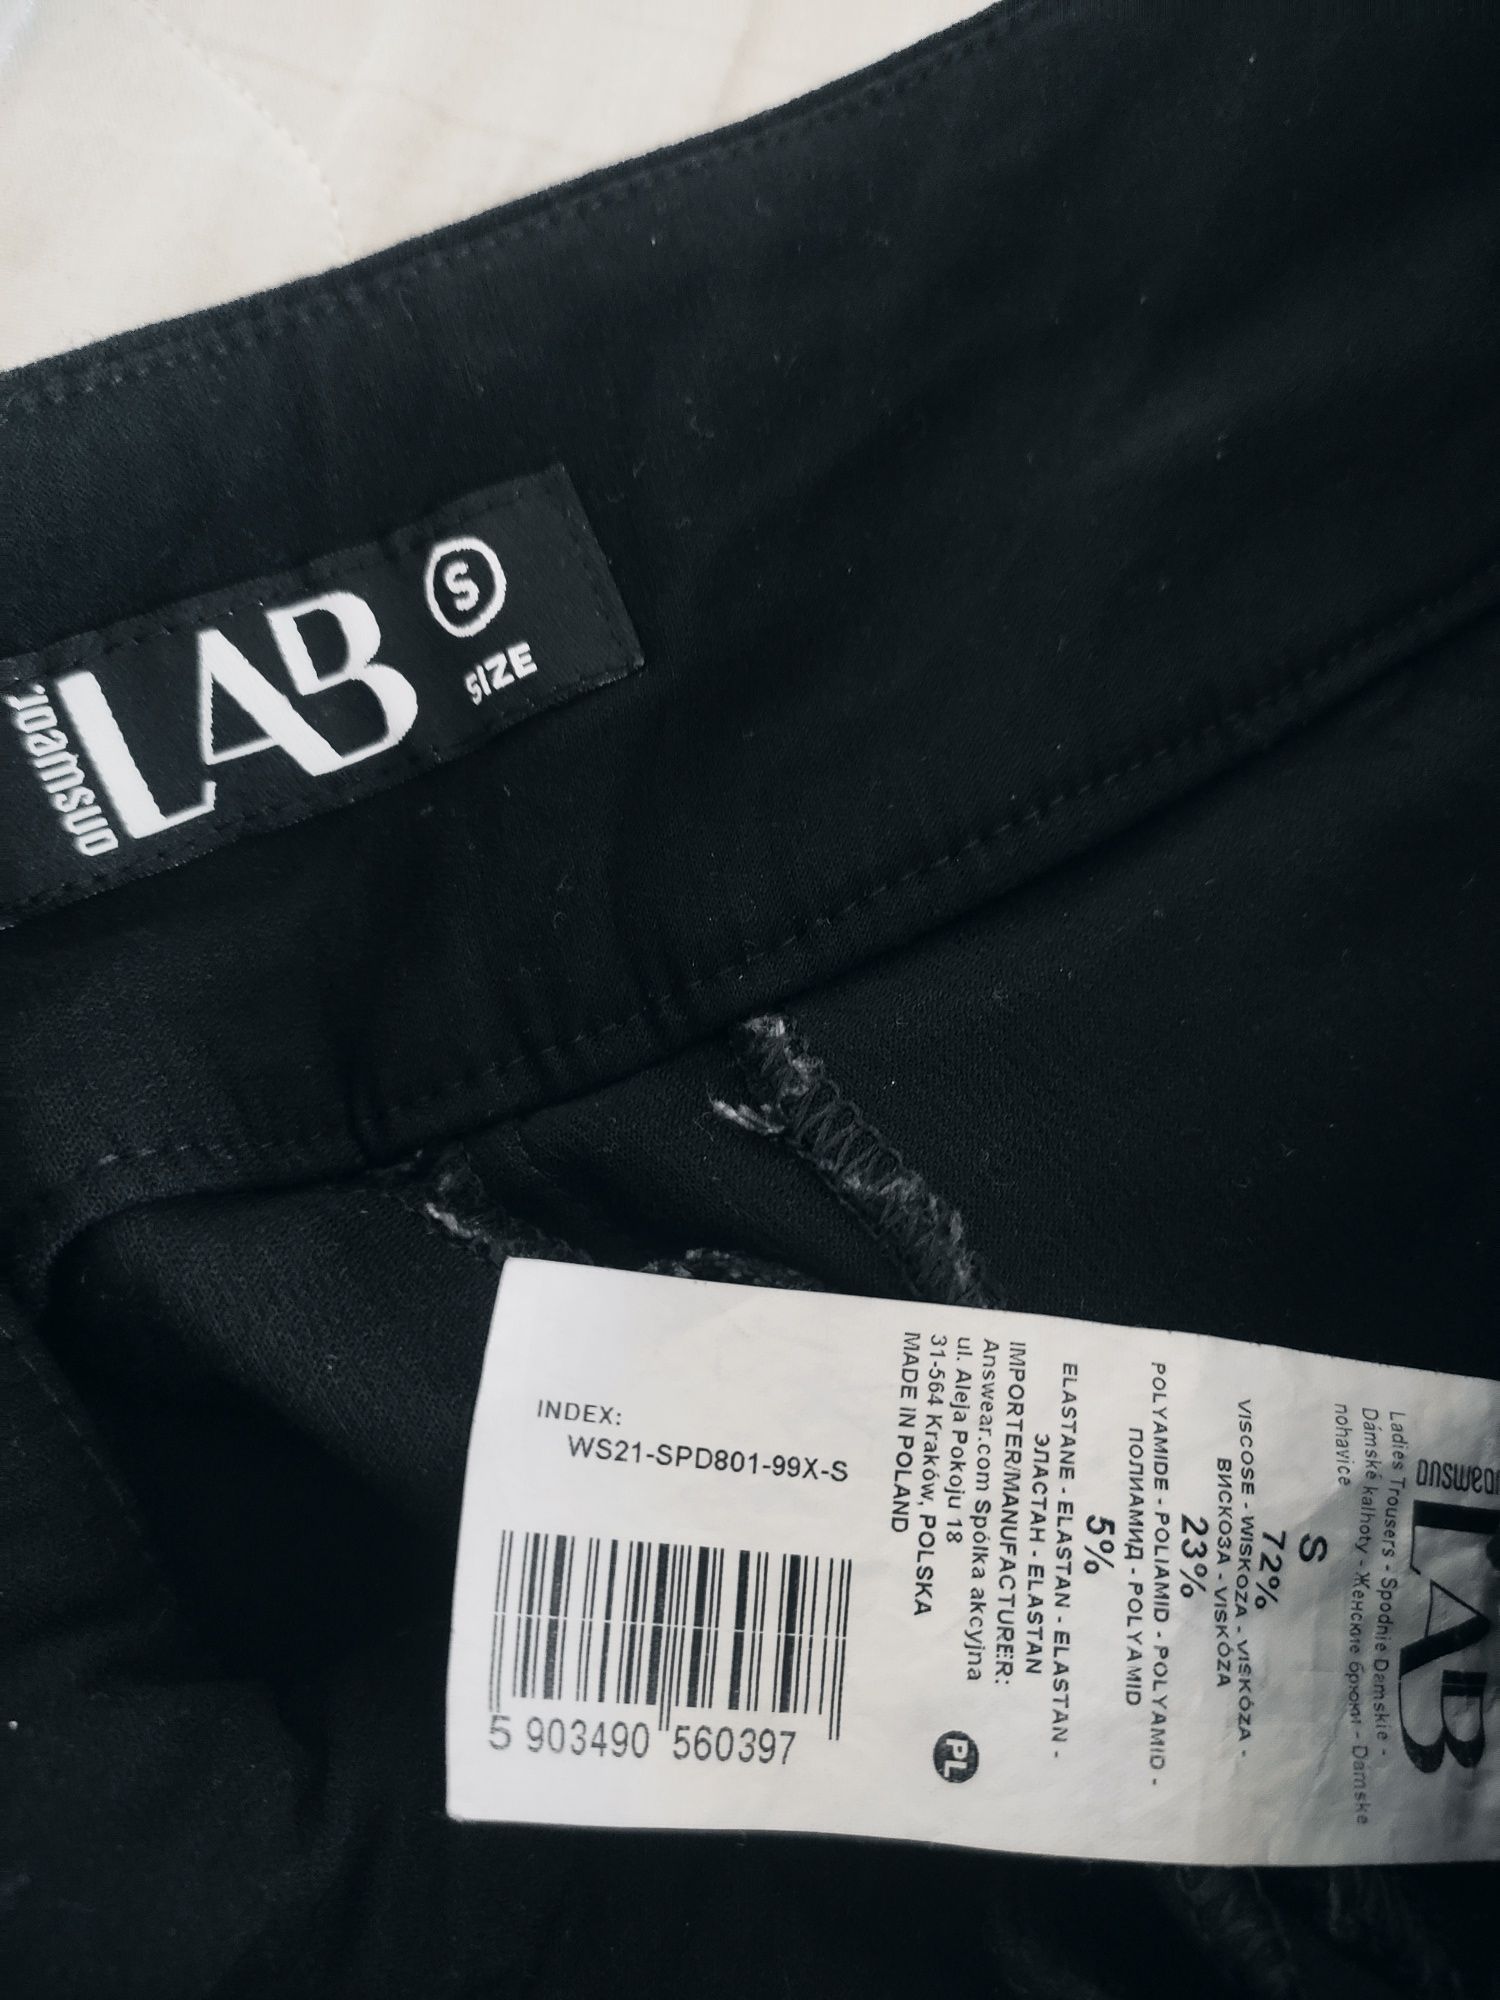 answear.
LAB
S
SIZE
LAB
Ladies Trousers - Spodnie Damskie -
Dámské kalhoty - Женские брюки - Damske
nohavice
S
72%
VISCOSE - WISKOZA - VISKÓZA -
ВИСКОЗА - VISKÓZA
23%
POLYAMIDE - POLIAMID - POLYAMID -
ПОЛИАМИД - POLYAMID
5%
ELASTANE - ELASTAN - ELASTAN -
ЭЛАСТАН - ELASTAN
IMPORTER/MANUFACTURER:
Answear.com Spółka akcyjna
ul. Aleja Pokoju 18
31-564 Kraków, POLSKA
MADE IN POLAND
PL
INDEX:
WS21-SPD801-99X-S
5 903490 560397